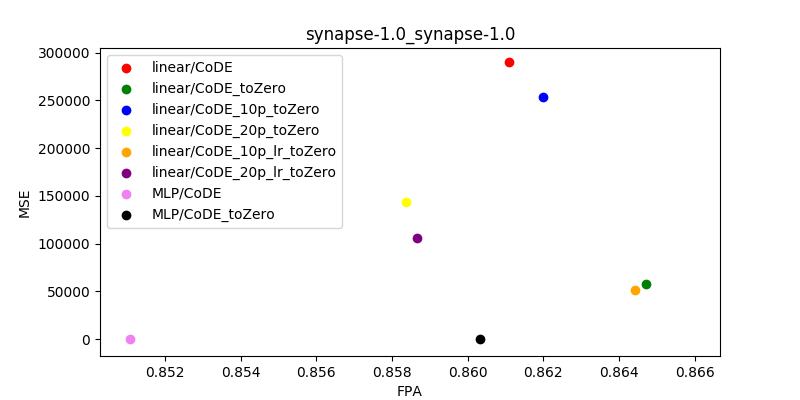 synapse-1.0_synapse-1.0
300000
250000
200000
150000
100000
50000
0
MSE
linear/CoDE
linear/CoDE_toZero
linear/CoDE_10p_toZero
linear/CoDE_20p_toZero
linear/CoDE_10p_lr_toZero
linear/CoDE_20p_lr_toZero
MLP/CoDE
MLP/CoDE_toZero
0.852 0.854 0.856 0.858 0.860 0.862 0.864 0.866
FPA